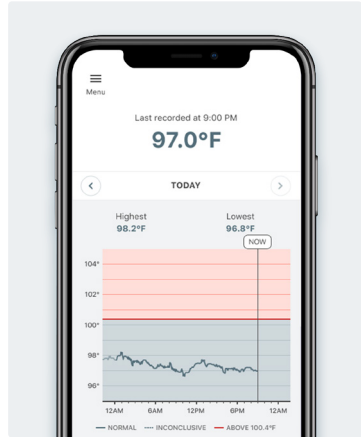 Menu
Last recorded at 9:00 PM
97.0°F
TODAY
Highest
98.2°F
Lowest
96.8°F
NOW
104°
102°
100°
98°
96°
12AM 6AM 12PM 6PM 12AM
NORMAL INCONCLUSIVE ABOVE 100.4°F